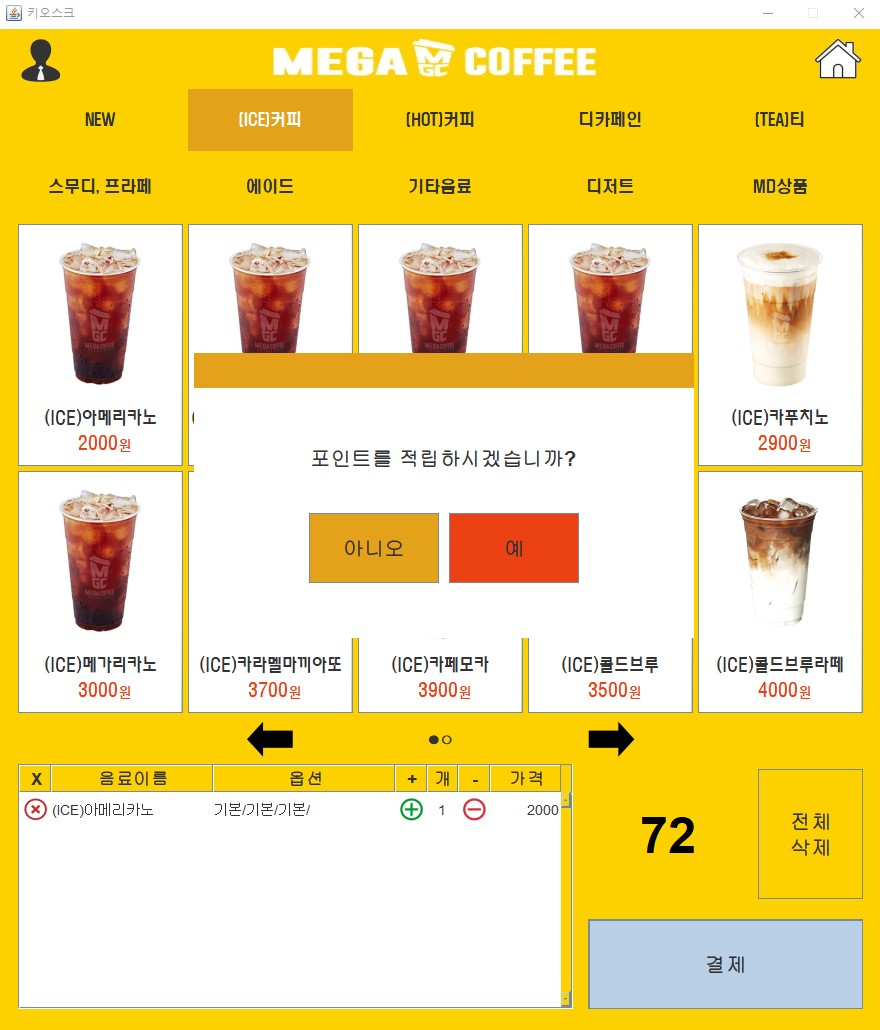 키오스크
MEGA MGC COFFEE
NEW
(ICE)커피
(HOT)커피
디카페인
(TEA)티
스무디, 프라페
에이드
기타음료
디저트
MD상품
(ICE)아메리카노
2000원
(ICE)카푸치노
2900원
포인트를 적립하시겠습니까?
아니오
예
(ICE)메가리카노
3000원
(ICE)카라멜마끼아또
3700원
(ICE)카페모카
3900원
(ICE)콜드브루
3500원
(ICE)콜드브루라떼
4000원
X 음료이름 옵션 + 개 - 가격
(ICE)아메리카노 기본/기본/기본/ 1 2000
72
전체
삭제
결제